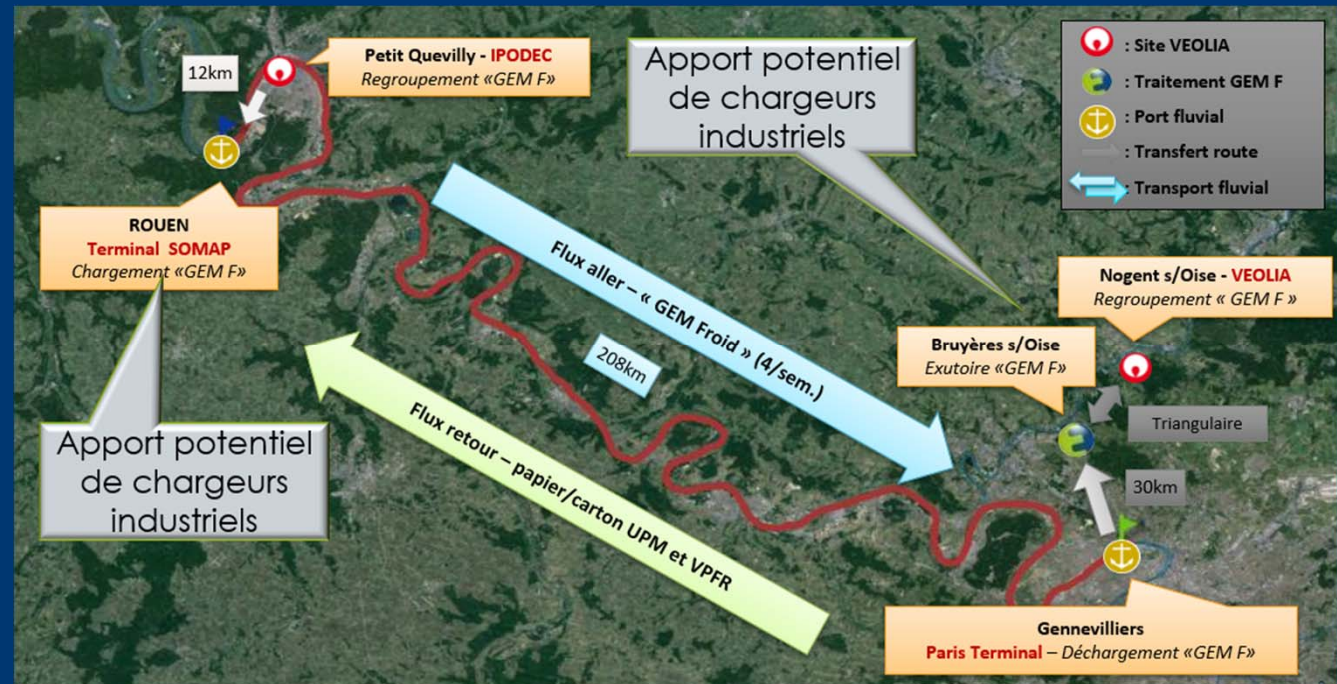 12km
Petit Quevilly - IPODEC
Regroupement «GEM F»
Apport potentiel
de chargeurs
industriels
: Site VEOLIA
: Traitement GEM F
: Port fluvial
: Transfert route
: Transport fluvial
ROUEN
Terminal SOMAP
Chargement «GEM F»
Flux aller – « GEM Froid » (4/sem.)
208km
Flux retour – papier/carton UPM et VPFR
Nogent s/Oise - VEOLIA
Regroupement « GEM F »
Bruyères s/Oise
Exutoire «GEM F»
Triangulaire
30km
Apport potentiel
de chargeurs
industriels
Gennevilliers
Paris Terminal – Déchargement «GEM F»